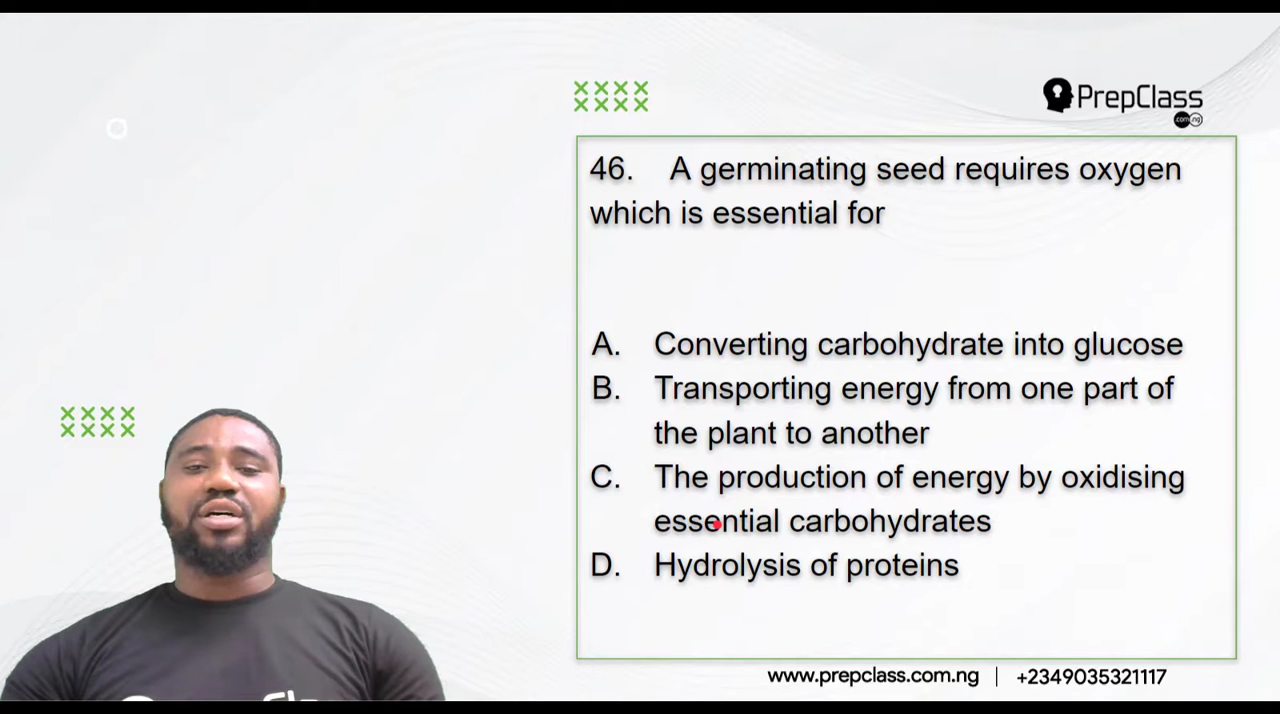 PrepClass
.com.ng
46. A germinating seed requires oxygen
which is essential for
A. Converting carbohydrate into glucose
B. Transporting energy from one part of
the plant to another
C. The production of energy by oxidising
essential carbohydrates
D. Hydrolysis of proteins
www.prepclass.com.ng | +2349035321117